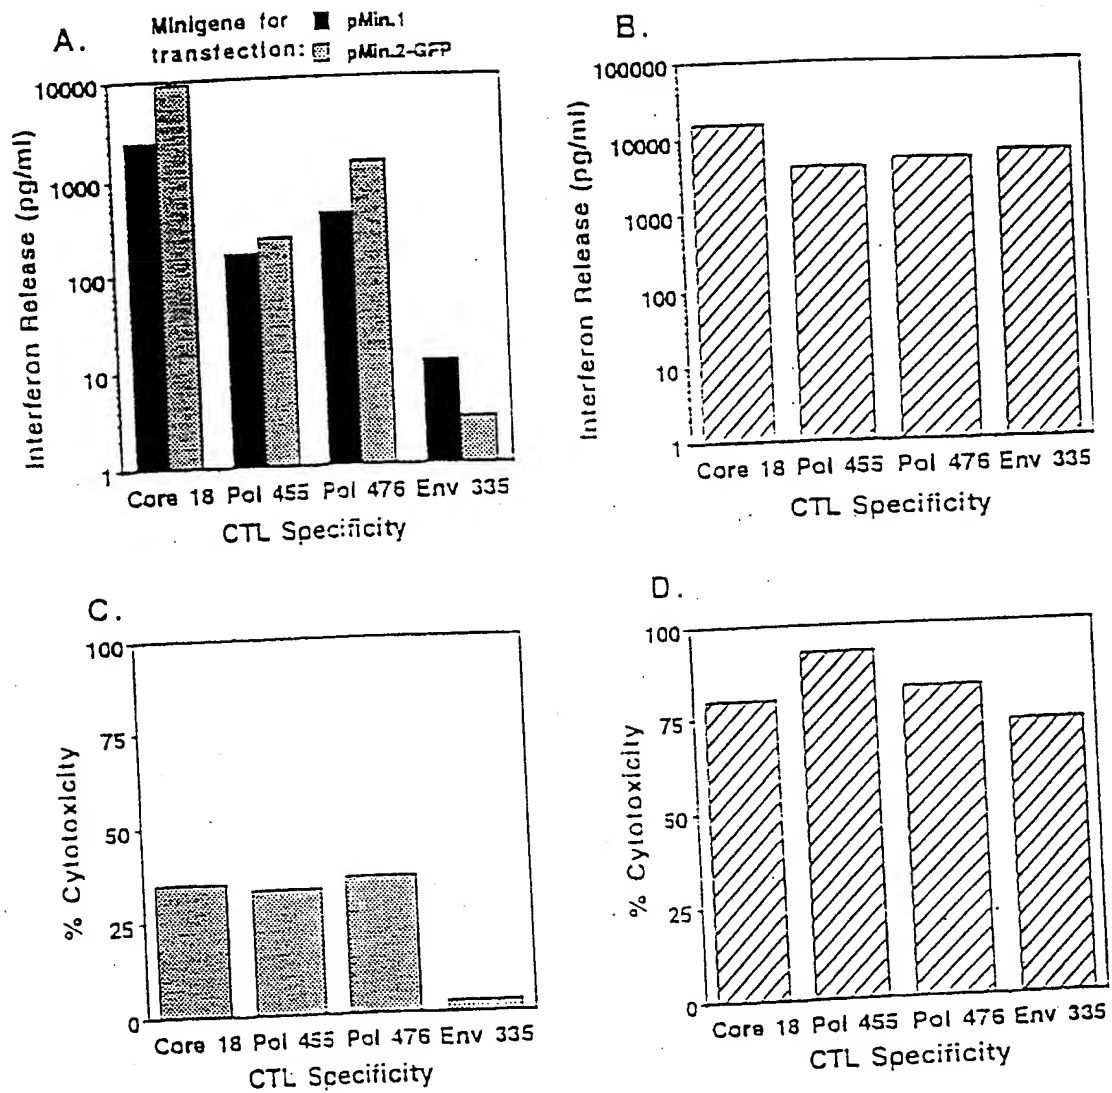 A.
Minigene for pMin.1
transfection: pMin.2-GFP
10000
1000
100
10
1
Interferon Release (pg/ml)
Core 18 Pol 455 Pol 476 Env 335
CTL Specificity
B.
100000
10000
1000
100
10
1
Interferon Release (pg/ml)
Core 18 Pol 455 Pol 476 Env 335
CTL Specificity
C.
100
75
50
25
0
% Cytotoxicity
Core 18 Pol 455 Pol 476 Env 335
CTL Specificity
D.
100
75
50
25
0
% Cytotoxicity
Core 18 Pol 455 Pol 476 Env 335
CTL Specificity